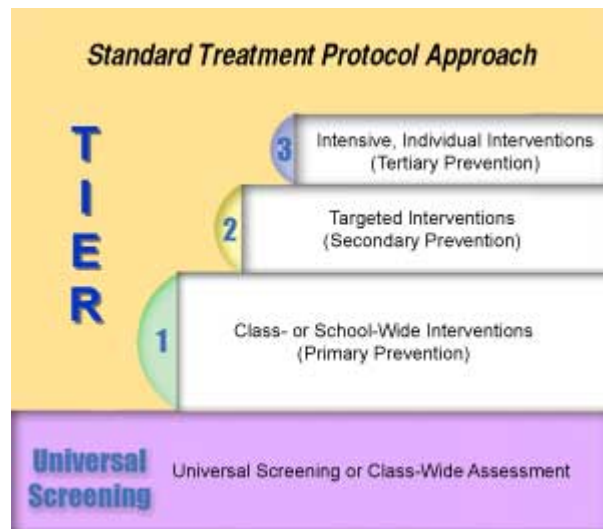 Standard Treatment Protocol Approach
T
I
E
R
3
Intensive, Individual Interventions
(Tertiary Prevention)
2
Targeted Interventions
(Secondary Prevention)
1
Class- or School-Wide Interventions
(Primary Prevention)
Universal
Screening
Universal Screening or Class-Wide Assessment